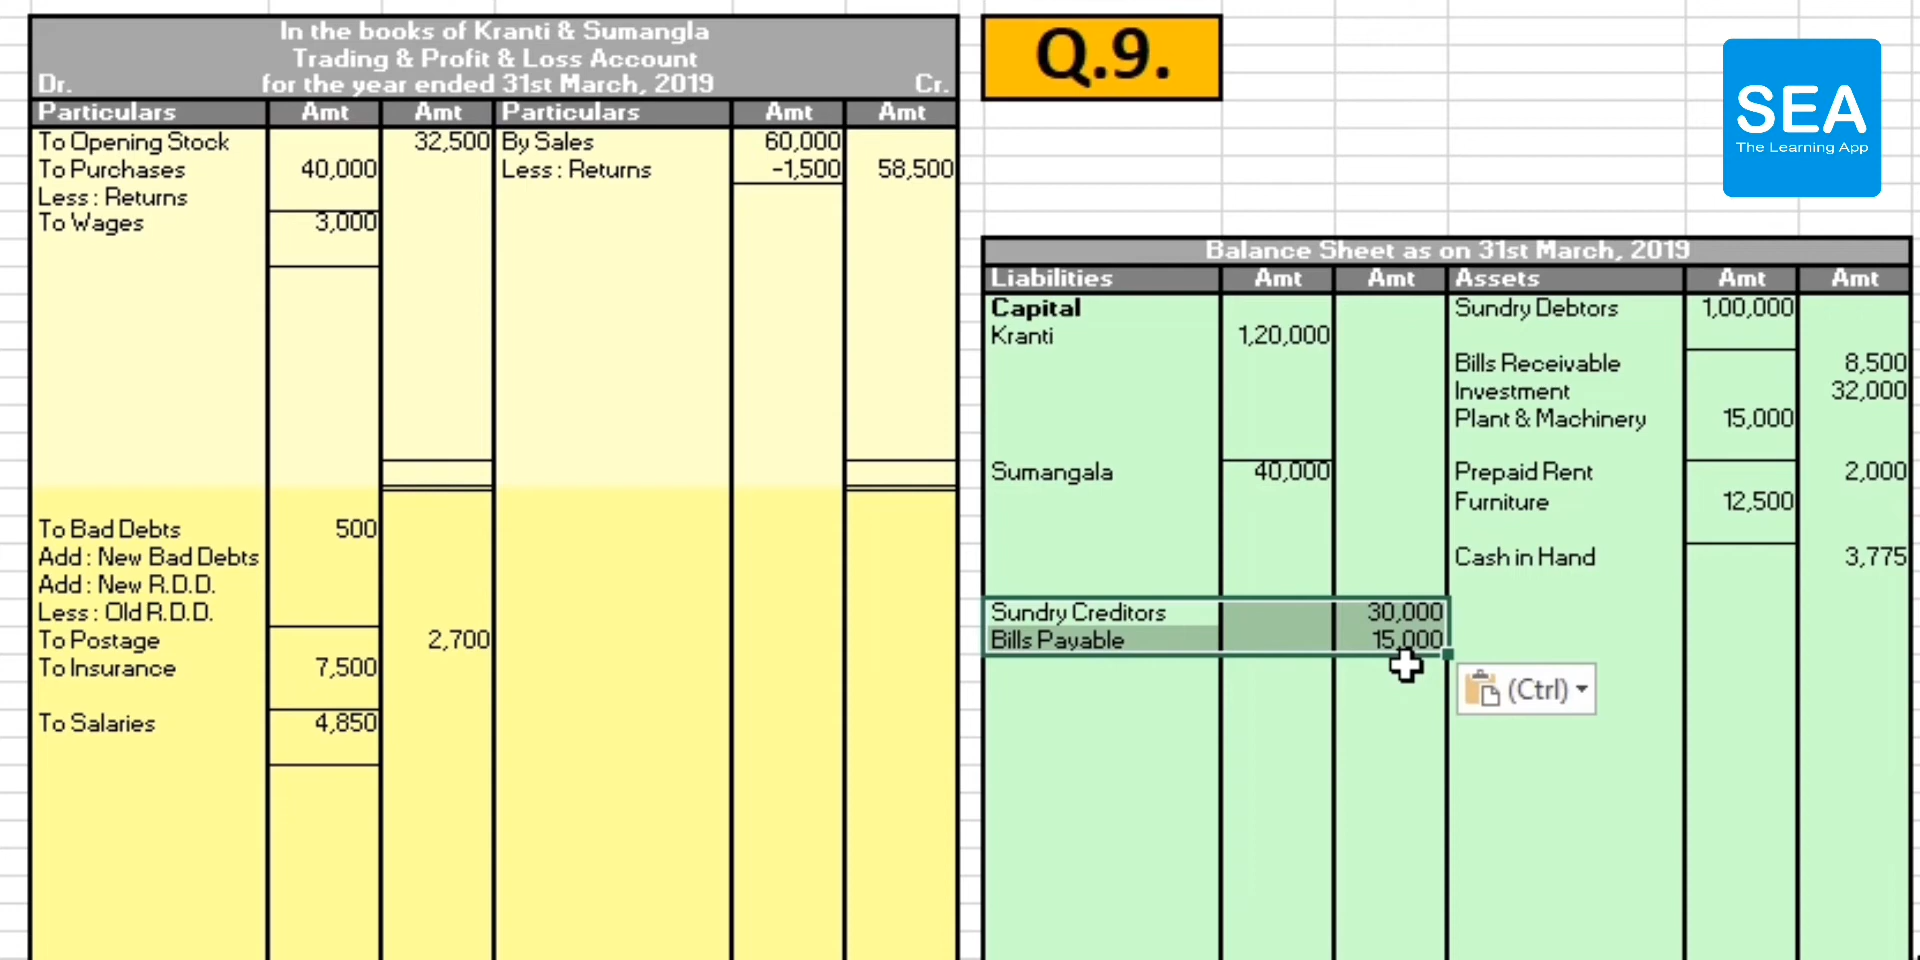 In the books of Kranti & Sumangla
Trading & Profit & Loss Account
Dr. for the year ended 31st March, 2019 Cr.
Particulars Amt Amt Particulars Amt Amt
To Opening Stock 32,500 By Sales 60,000
To Purchases 40,000 Less : Returns -1,500 58,500
Less : Returns
To Wages 3,000
To Bad Debts 500
Add : New Bad Debts
Add : New R.D.D.
Less : Old R.D.D.
To Postage 2,700
To Insurance 7,500
To Salaries 4,850
Q.9.
SEA
The Learning App
Balance Sheet as on 31st March, 2019
Liabilities Amt Amt Assets Amt Amt
Capital Sundry Debtors 1,00,000
Kranti 1,20,000
Bills Receivable 8,500
Investment 32,000
Plant & Machinery 15,000
Sumangala 40,000 Prepaid Rent 2,000
Furniture 12,500
Cash in Hand 3,775
Sundry Creditors 30,000
Bills Payable 15,000
(Ctrl)